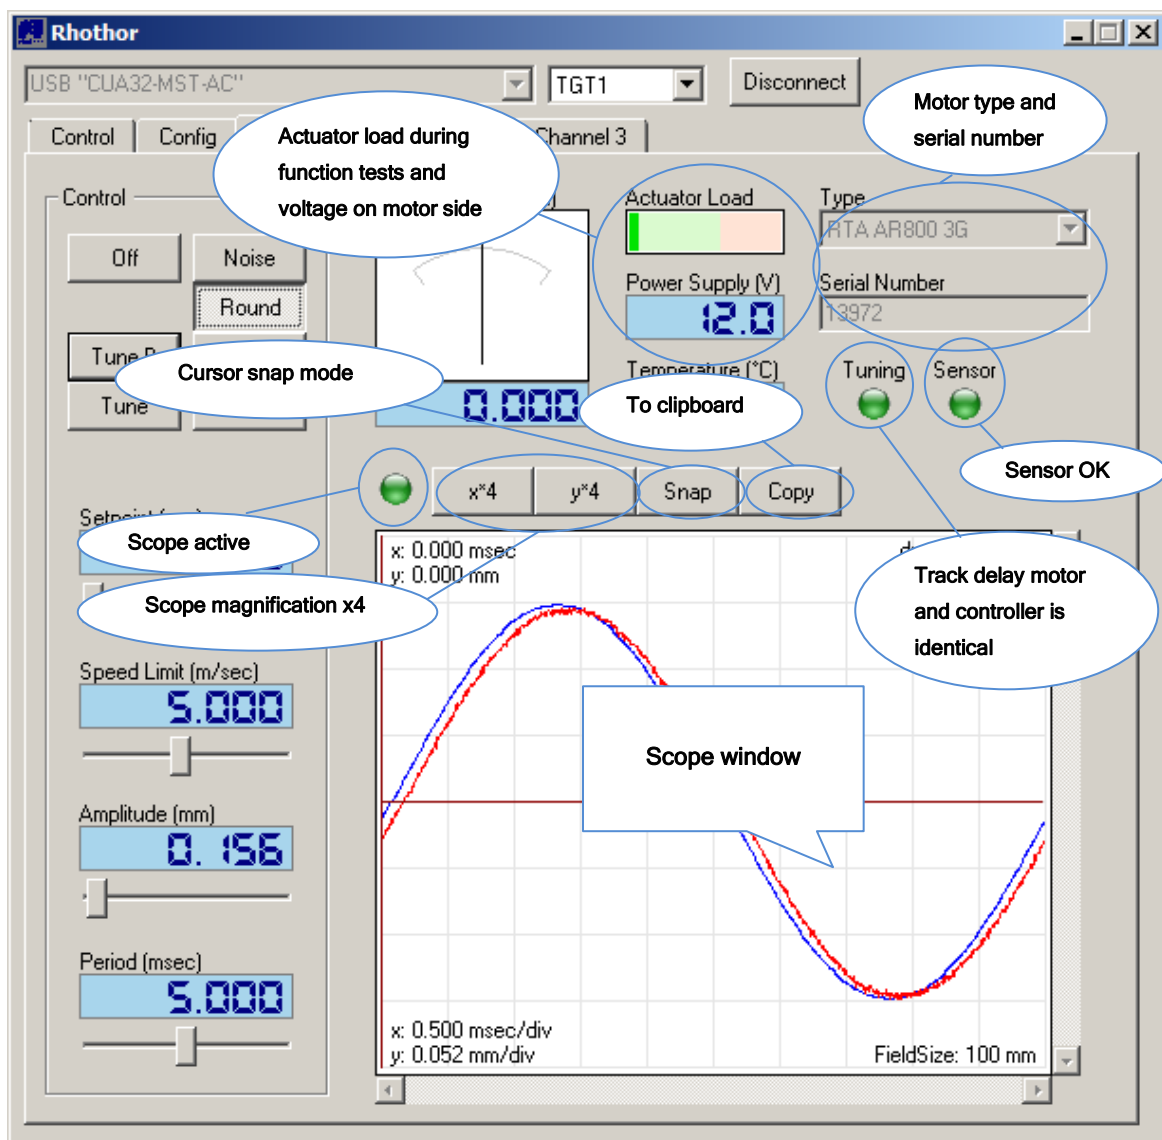 Rhothor
USB "CUA32-MST-AC"
TGT1
Disconnect
Motor type and
serial number
Control
Config
Channel 3
Actuator load during
function tests and
voltage on motor side
Control
Off
Noise
Round
Tune
Actuator Load
Power Supply (V)
12.0
Temperature (°C)
Type
RTA AR800 3G
Serial Number
13972
Tuning
Sensor
Cursor snap mode
To clipboard
Sensor OK
0.000
x*4
y*4
Snap
Copy
Scope active
Scope magnification x4
Track delay motor
and controller is
identical
x: 0.000 msec
y: 0.000 mm
Speed Limit (m/sec)
5.000
Scope window
Amplitude (mm)
0.156
Period (msec)
5.000
x: 0.500 msec/div
y: 0.052 mm/div
FieldSize: 100 mm